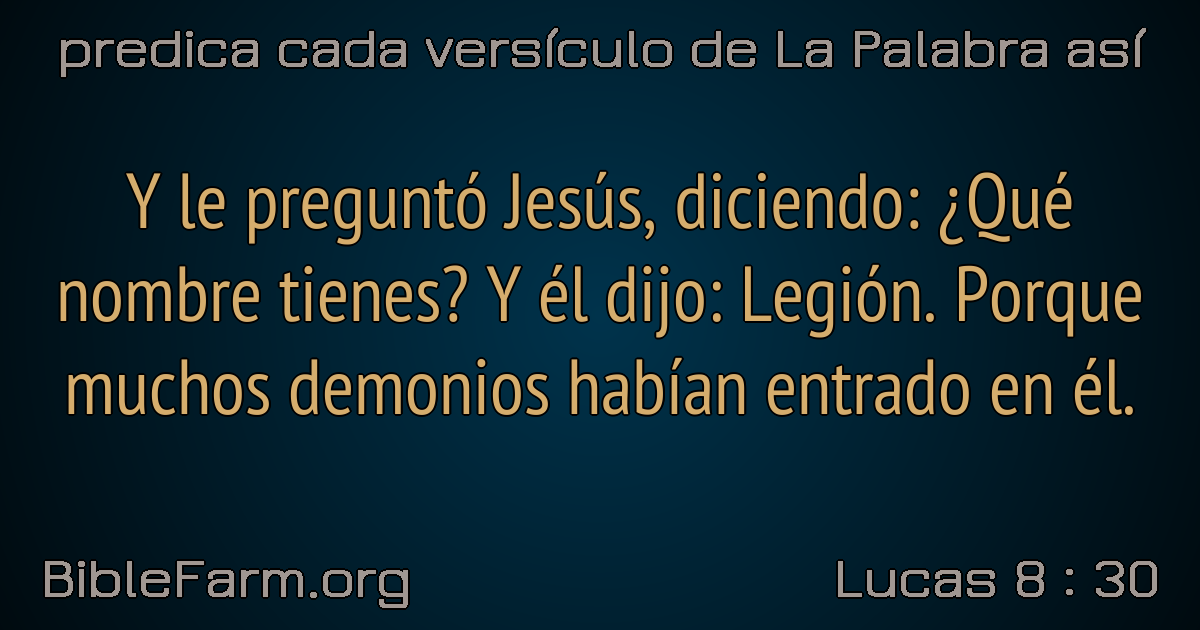 predica cada versículo de La Palabra así
Y le preguntó Jesús, diciendo: ¿Qué
nombre tienes? Y él dijo: Legión. Porque
muchos demonios habían entrado en él.
BibleFarm.org
Lucas 8 : 30